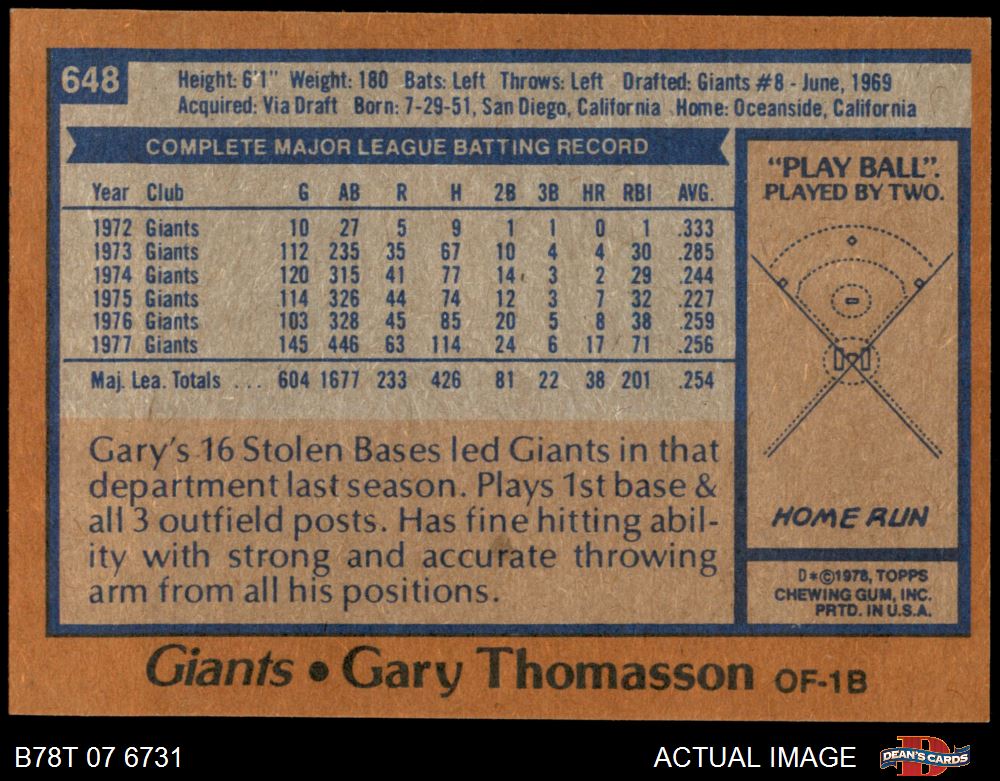 648
Height: 6'1" Weight: 180 Bats: Left Throws: Left Drafted: Giants #8 - June, 1969
Acquired: Via Draft Born: 7-29-51, San Diego, California Home: Oceanside, California
COMPLETE MAJOR LEAGUE BATTING RECORD
Year Club G AB R H 2B 3B HR RBI AVG.
1972 Giants 10 27 5 9 1 1 0 1 .333
1973 Giants 112 235 35 67 10 4 4 30 .285
1974 Giants 120 315 41 77 14 3 2 29 .244
1975 Giants 114 326 44 74 12 3 7 32 .227
1976 Giants 103 328 45 85 20 5 8 38 .259
1977 Giants 145 446 63 114 24 6 17 71 .256
Maj. Lea. Totals ... 604 1677 233 426 81 22 38 201 .254
Gary's 16 Stolen Bases led Giants in that
department last season. Plays 1st base &
all 3 outfield posts. Has fine hitting abil-
ity with strong and accurate throwing
arm from all his positions.
"PLAY BALL".
PLAYED BY TWO.
HOME RUN
D*©1978, TOPPS
CHEWING GUM, INC.
PRTD. IN U.S.A.
Giants • Gary Thomasson OF-1B
B78T 07 6731
ACTUAL IMAGE
DEAN'S CARDS